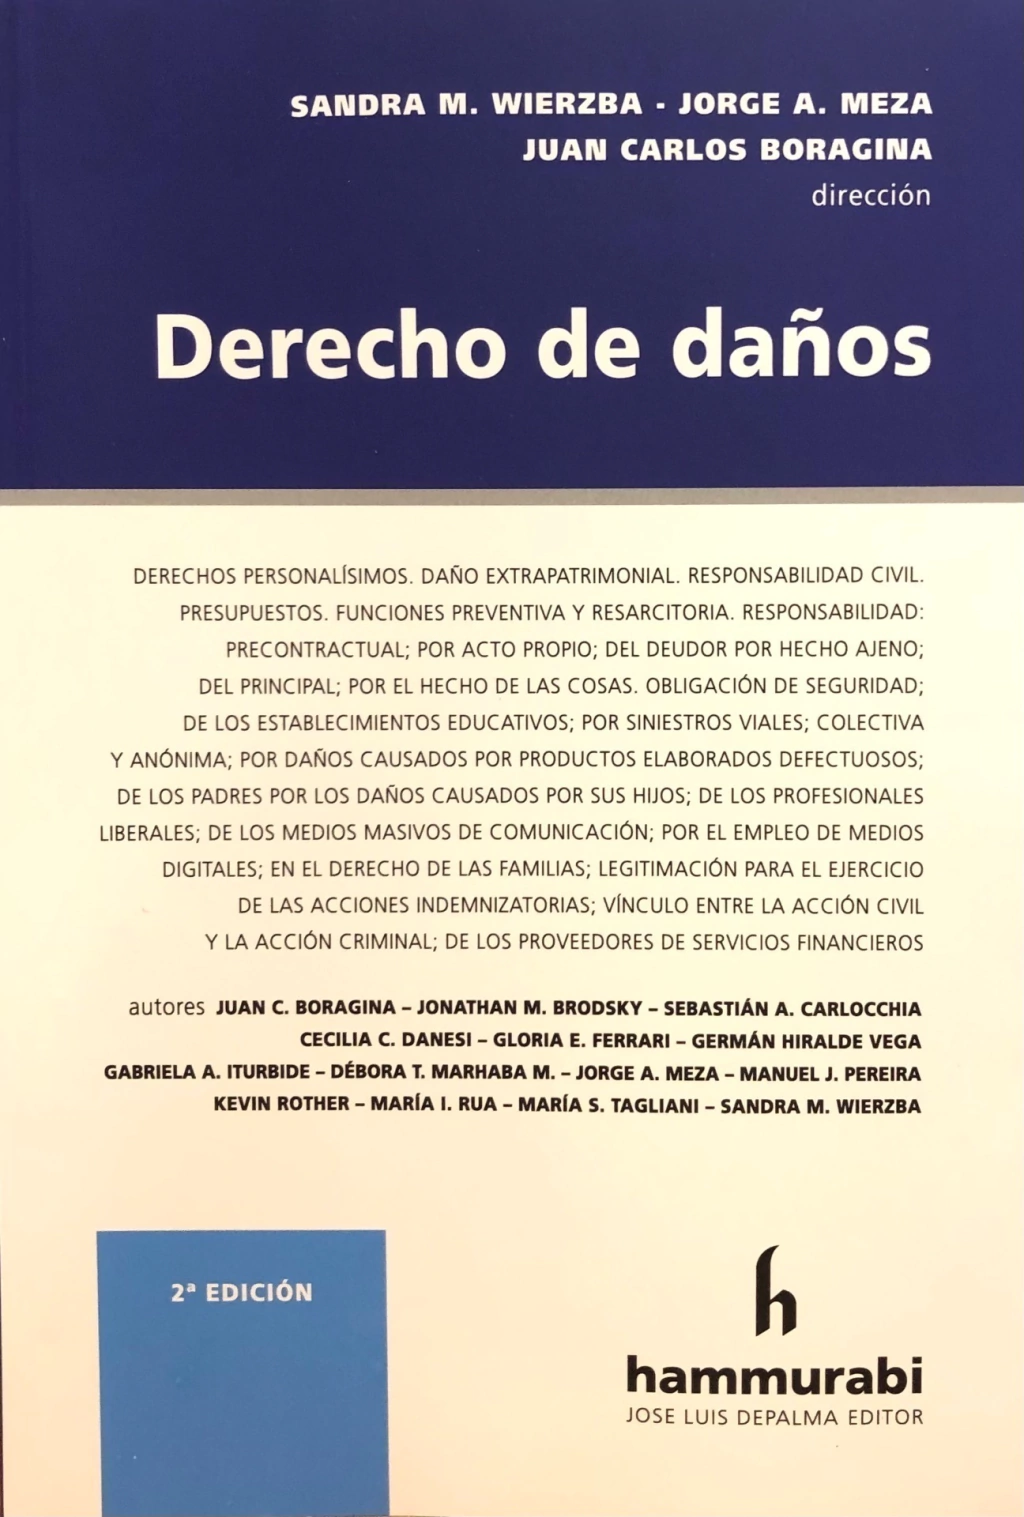 SANDRA M. WIERZBA - JORGE A. MEZA
JUAN CARLOS BORAGINA
dirección
Derecho de daños
DERECHOS PERSONALÍSIMOS. DAÑO EXTRAPATRIMONIAL. RESPONSABILIDAD CIVIL.
PRESUPUESTOS. FUNCIONES PREVENTIVA Y RESARCITORIA. RESPONSABILIDAD:
PRECONTRACTUAL; POR ACTO PROPIO; DEL DEUDOR POR HECHO AJENO;
DEL PRINCIPAL; POR EL HECHO DE LAS COSAS. OBLIGACIÓN DE SEGURIDAD;
DE LOS ESTABLECIMIENTOS EDUCATIVOS; POR SINIESTROS VIALES; COLECTIVA
Y ANÓNIMA; POR DAÑOS CAUSADOS POR PRODUCTOS ELABORADOS DEFECTUOSOS;
DE LOS PADRES POR LOS DAÑOS CAUSADOS POR SUS HIJOS; DE LOS PROFESIONALES
LIBERALES; DE LOS MEDIOS MASIVOS DE COMUNICACIÓN; POR EL EMPLEO DE MEDIOS
DIGITALES; EN EL DERECHO DE LAS FAMILIAS; LEGITIMACIÓN PARA EL EJERCICIO
DE LAS ACCIONES INDEMNIZATORIAS; VÍNCULO ENTRE LA ACCIÓN CIVIL
Y LA ACCIÓN CRIMINAL; DE LOS PROVEEDORES DE SERVICIOS FINANCIEROS
autores JUAN C. BORAGINA – JONATHAN M. BRODSKY – SEBASTIÁN A. CARLOCCHIA
CECILIA C. DANESI – GLORIA E. FERRARI – GERMÁN HIRALDE VEGA
GABRIELA A. ITURBIDE – DÉBORA T. MARHABA M. – JORGE A. MEZA – MANUEL J. PEREIRA
KEVIN ROTHER – MARÍA I. RUA – MARÍA S. TAGLIANI – SANDRA M. WIERZBA
2ª EDICIÓN
h
hammurabi
JOSE LUIS DEPALMA EDITOR